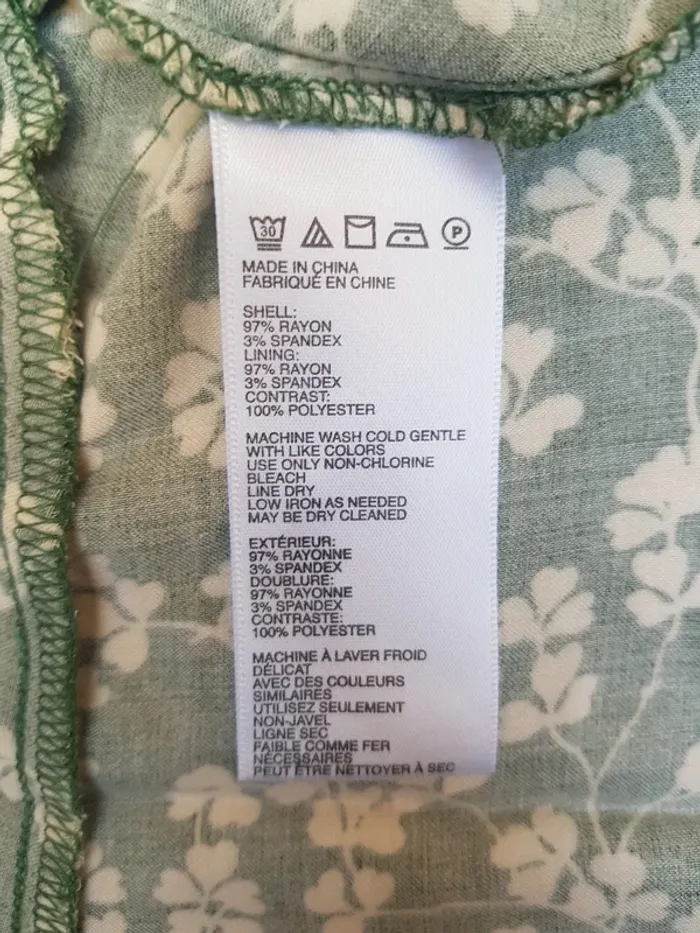 30 P
MADE IN CHINA
FABRIQUÉ EN CHINE
SHELL:
97% RAYON
3% SPANDEX
LINING:
97% RAYON
3% SPANDEX
CONTRAST:
100% POLYESTER
MACHINE WASH COLD GENTLE
WITH LIKE COLORS
USE ONLY NON-CHLORINE
BLEACH
LINE DRY
LOW IRON AS NEEDED
MAY BE DRY CLEANED
EXTÉRIEUR:
97% RAYONNE
3% SPANDEX
DOUBLURE:
97% RAYONNE
3% SPANDEX
CONTRASTE:
100% POLYESTER
MACHINE À LAVER FROID
DÉLICAT
AVEC DES COULEURS
SIMILAIRES
UTILISEZ SEULEMENT
NON-JAVEL
LIGNE SEC
FAIBLE COMME FER
NÉCESSAIRES
PEUT ÊTRE NETTOYER À SEC